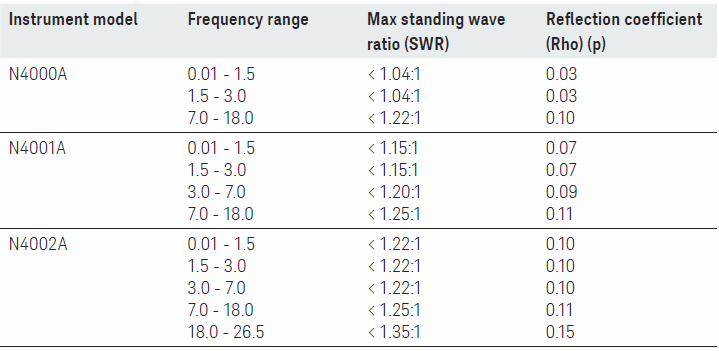 Instrument model Frequency range Max standing wave ratio (SWR) Reflection coefficient (Rho) (p)
N4000A 0.01 - 1.5 < 1.04:1 0.03
1.5 - 3.0 < 1.04:1 0.03
7.0 - 18.0 < 1.22:1 0.10
N4001A 0.01 - 1.5 < 1.15:1 0.07
1.5 - 3.0 < 1.15:1 0.07
3.0 - 7.0 < 1.20:1 0.09
7.0 - 18.0 < 1.25:1 0.11
N4002A 0.01 - 1.5 < 1.22:1 0.10
1.5 - 3.0 < 1.22:1 0.10
3.0 - 7.0 < 1.22:1 0.10
7.0 - 18.0 < 1.25:1 0.11
18.0 - 26.5 < 1.35:1 0.15